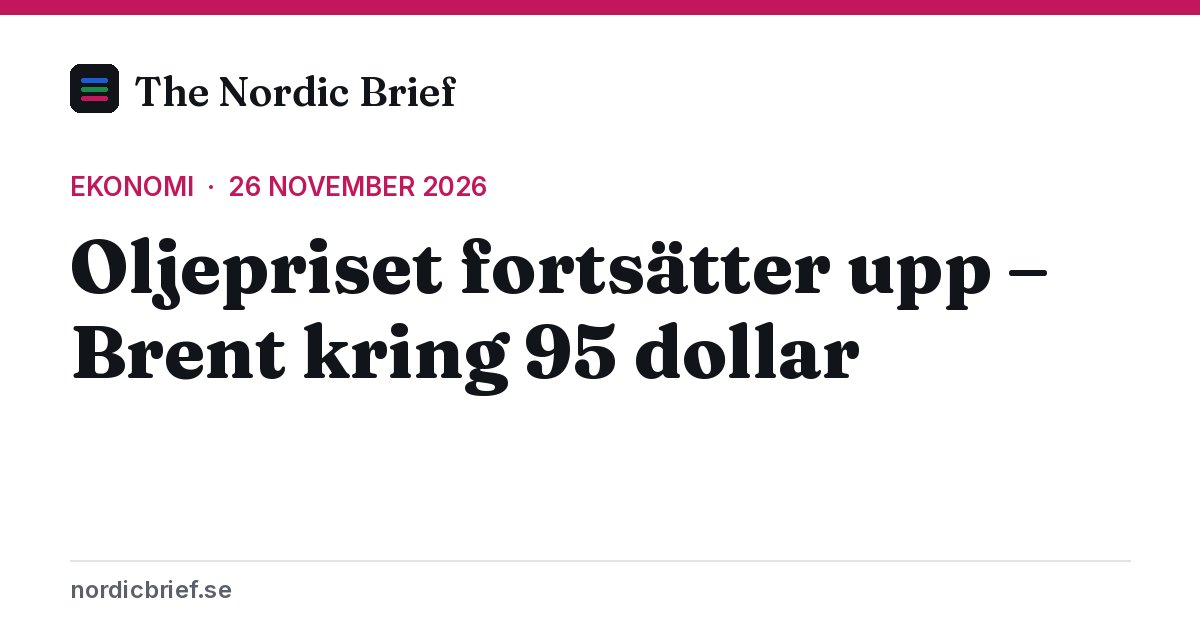 The Nordic Brief
EKONOMI · 26 NOVEMBER 2026
Oljepriset fortsätter upp –
Brent kring 95 dollar
nordicbrief.se